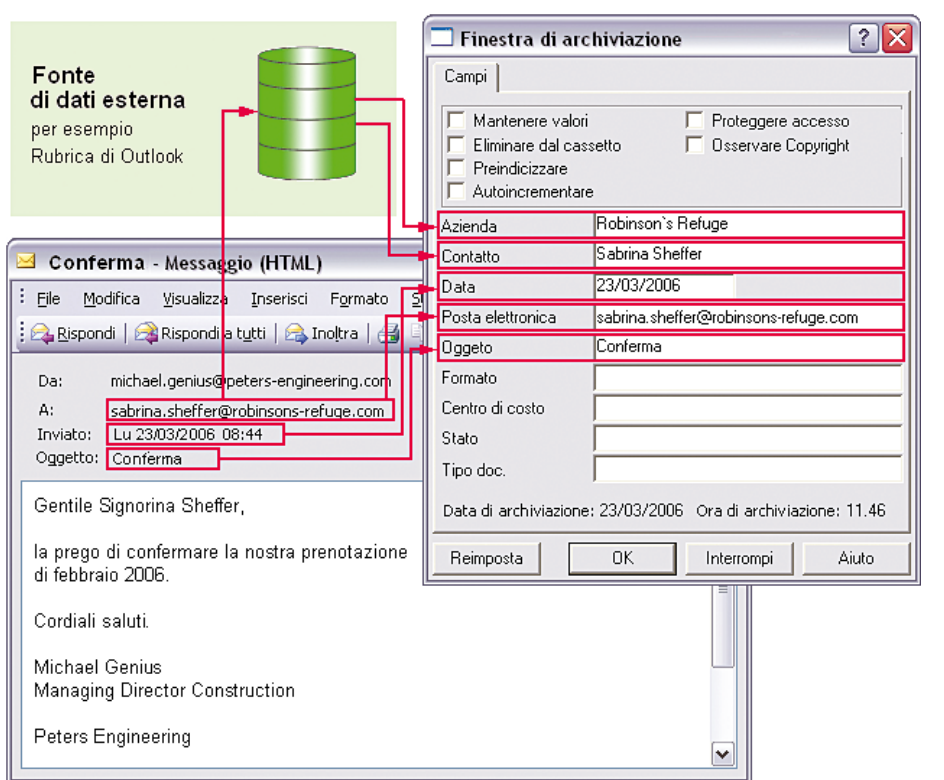 Fonte
di dati esterna
per esempio
Rubrica di Outlook
Finestra di archiviazione
Campi
Mantenere valori
Proteggere accesso
Eliminare dal cassetto
Osservare Copyright
Preindicizzare
Autoincrementare
Azienda Robinson`s Refuge
Contatto Sabrina Sheffer
Data 23/03/2006
Posta elettronica sabrina.sheffer@robinsons-refuge.com
Oggeto Conferma
Formato
Centro di costo
Stato
Tipo doc.
Data di archiviazione: 23/03/2006 Ora di archiviazione: 11.46
Reimposta OK Interrompi Aiuto
Conferma - Messaggio (HTML)
File Modifica Visualizza Inserisci Formato
Rispondi Rispondi a tutti Inoltra
Da: michael.genius@peters-engineering.com
A: sabrina.sheffer@robinsons-refuge.com
Inviato: Lu 23/03/2006 08:44
Oggetto: Conferma
Gentile Signorina Sheffer,
la prego di confermare la nostra prenotazione
di febbraio 2006.
Cordiali saluti.
Michael Genius
Managing Director Construction
Peters Engineering